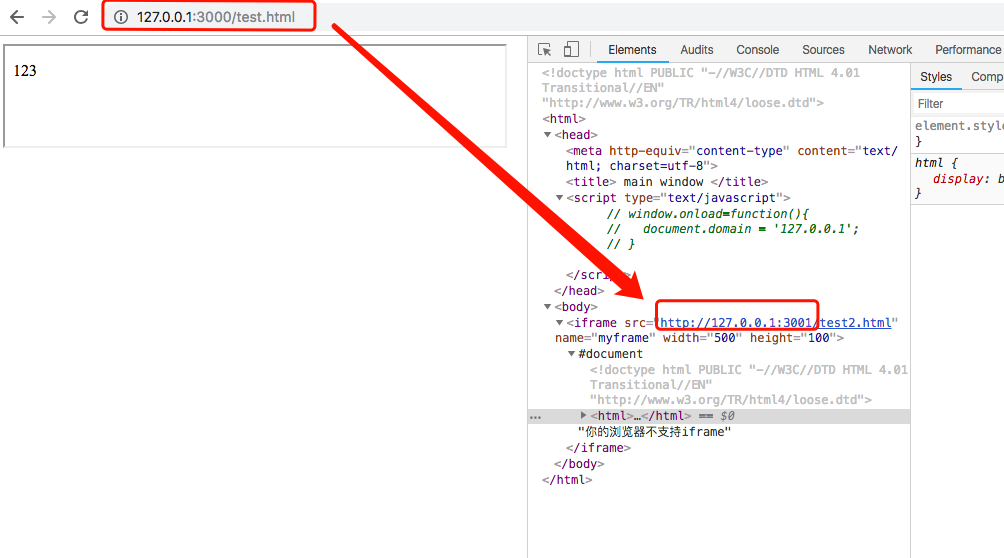 127.0.0.1:3000/test.html
123
Elements Audits Console Sources Network Performance
<!doctype html PUBLIC "-//W3C//DTD HTML 4.01
Transitional//EN"
"http://www.w3.org/TR/html4/loose.dtd">
<html>
<head>
<meta http-equiv="content-type" content="text/
html; charset=utf-8">
<title> main window </title>
<script type="text/javascript">
// window.onload=function(){
// document.domain = '127.0.0.1';
// }
</script>
</head>
<body>
<iframe src="http://127.0.0.1:3001/test2.html"
name="myframe" width="500" height="100">
#document
<!doctype html PUBLIC "-//W3C//DTD HTML 4.01
Transitional//EN"
"http://www.w3.org/TR/html4/loose.dtd">
… <html>…</html> == $0
"你的浏览器不支持iframe"
</iframe>
</body>
</html>
Styles Comp
Filter
element.style
}
html {
display: b
}